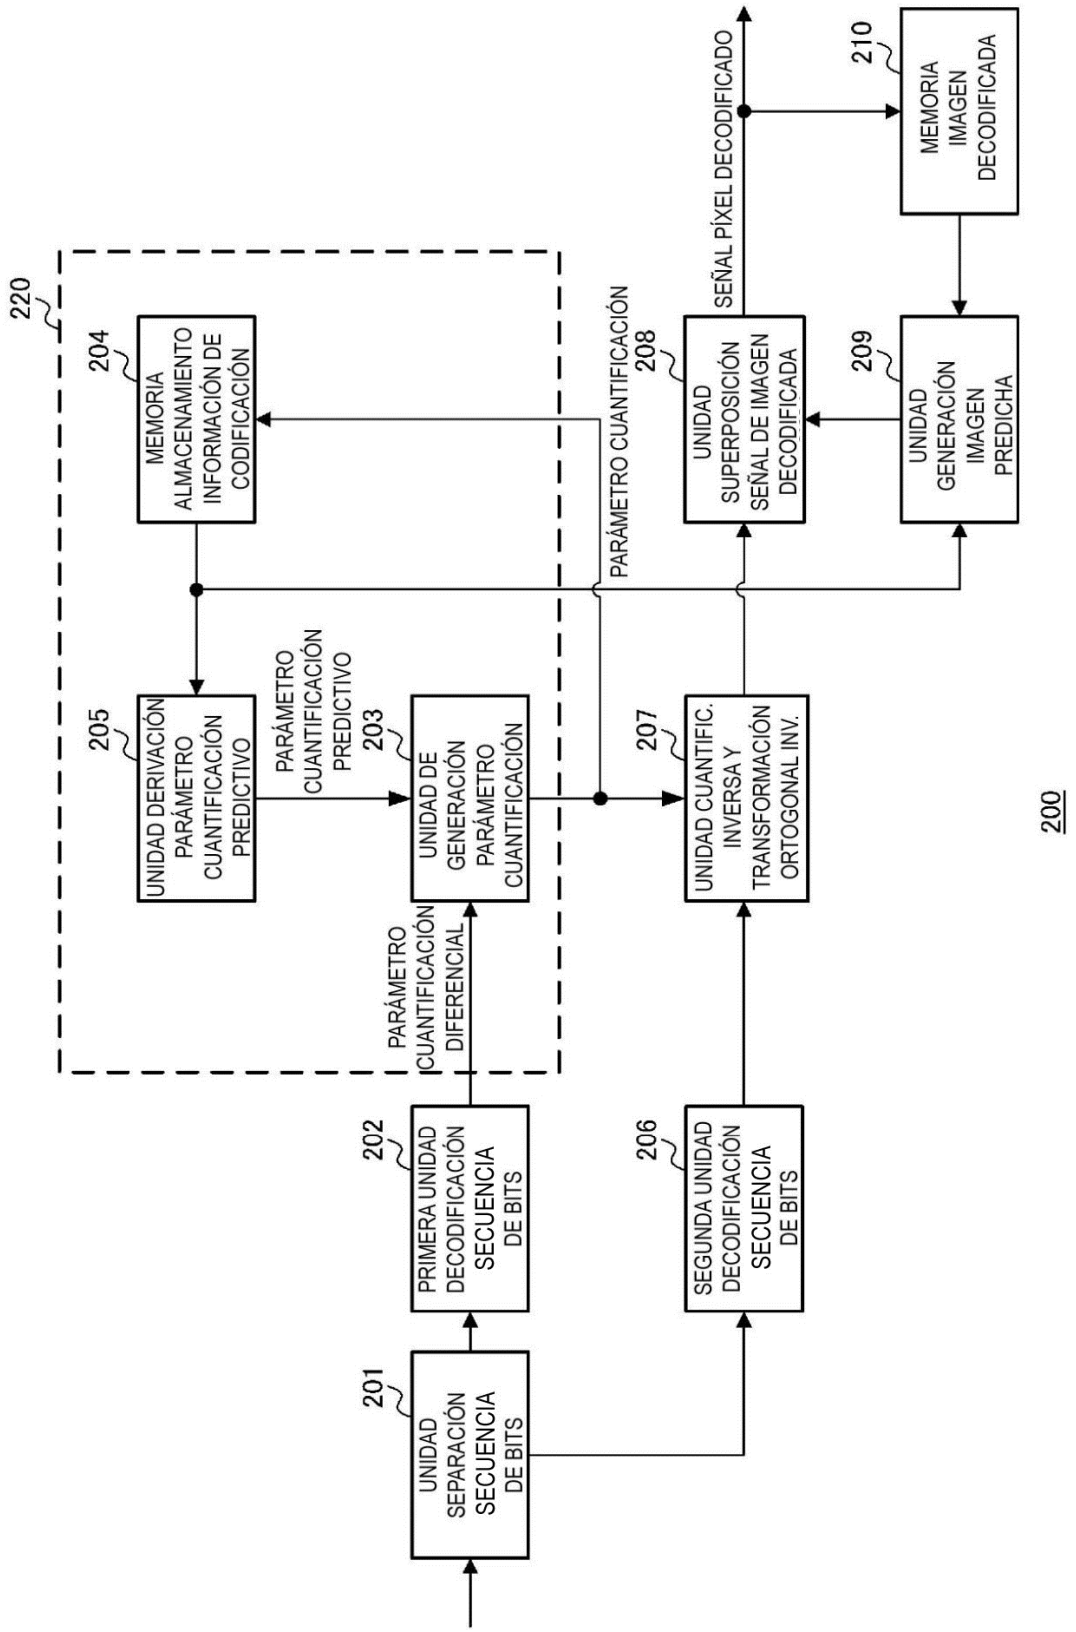 220
204
MEMORIA
ALMACENAMIENTO
INFORMACIÓN DE
CODIFICACIÓN
205
UNIDAD DERIVACIÓN
PARÁMETRO
CUANTIFICACIÓN
PREDICTIVO
PARÁMETRO
CUANTIFICACIÓN
PREDICTIVO
203
UNIDAD DE
GENERACIÓN
PARÁMETRO
CUANTIFICACIÓN
PARÁMETRO
CUANTIFICACIÓN
DIFERENCIAL
202
PRIMERA UNIDAD
DECODIFICACIÓN
SECUENCIA
DE BITS
201
UNIDAD
SEPARACIÓN
SECUENCIA
DE BITS
PARÁMETRO CUANTIFICACIÓN
206
SEGUNDA UNIDAD
DECODIFICACIÓN
SECUENCIA
DE BITS
207
UNIDAD CUANTIFIC.
INVERSA Y
TRANSFORMACIÓN
ORTOGONAL INV.
208
UNIDAD
SUPERPOSICIÓN
SEÑAL DE IMAGEN
DECODIFICADA
SEÑAL PÍXEL DECODIFICADO
209
UNIDAD
GENERACIÓN
IMAGEN
PREDICHA
210
MEMORIA
IMAGEN
DECODIFICADA
200